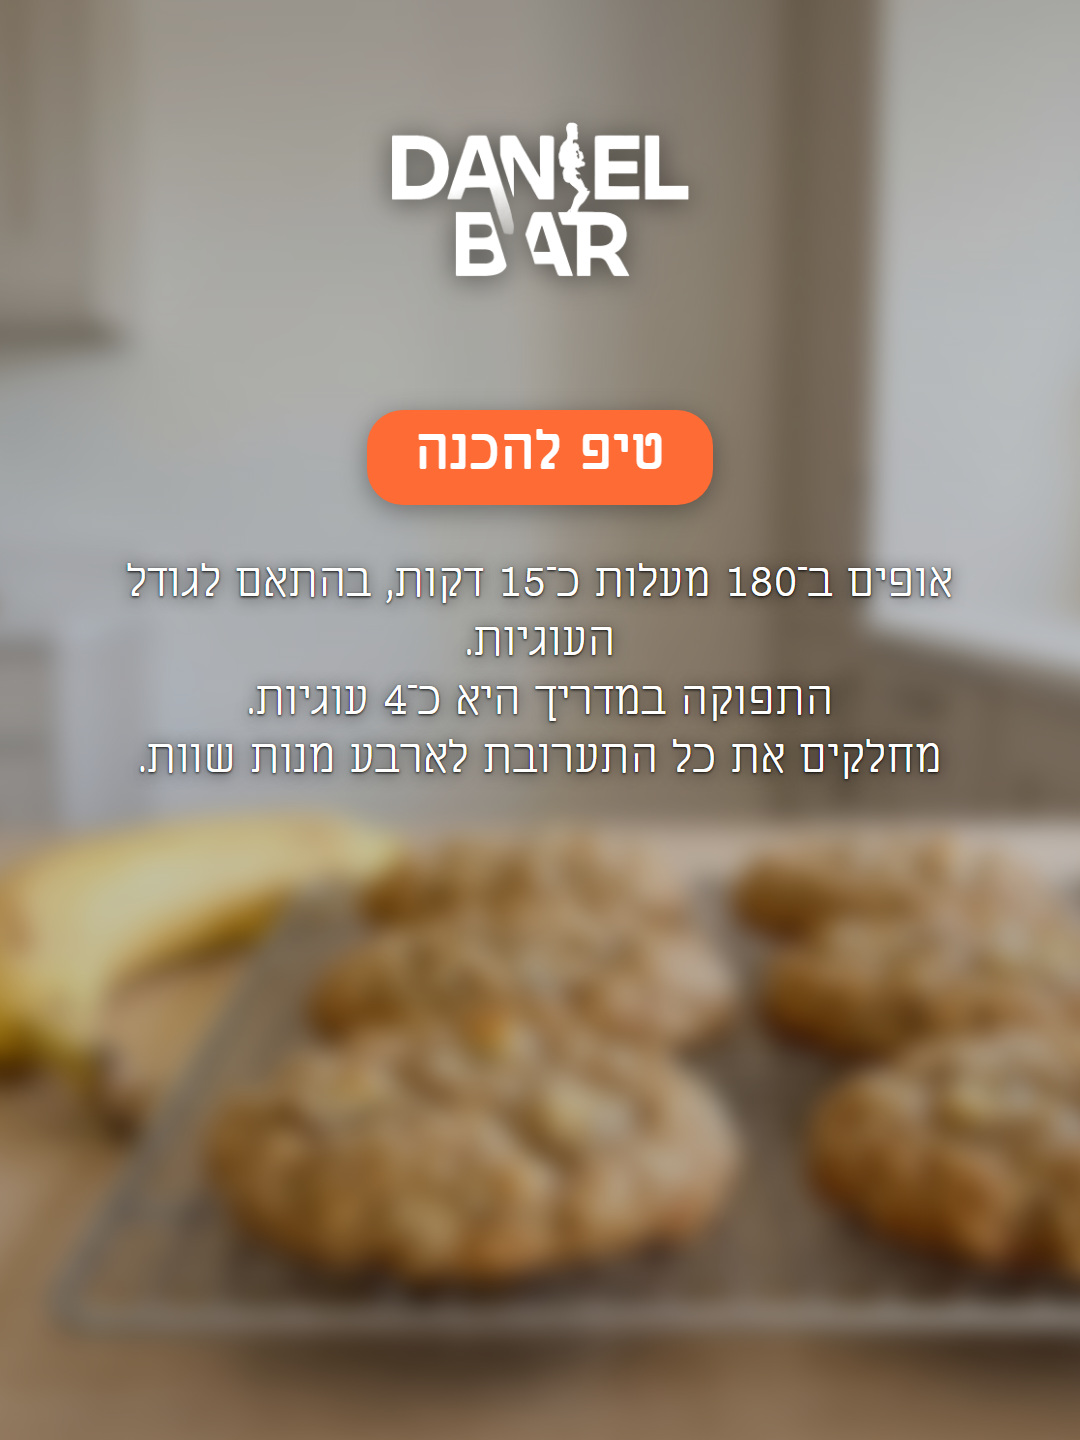 DANIEL
BAR
טיפ להכנה
אופים ב־180 מעלות כ־15 דקות, בהתאם לגודל
העוגיות.
התפוקה במדריך היא כ־4 עוגיות.
מחלקים את כל התערובת לארבע מנות שוות.